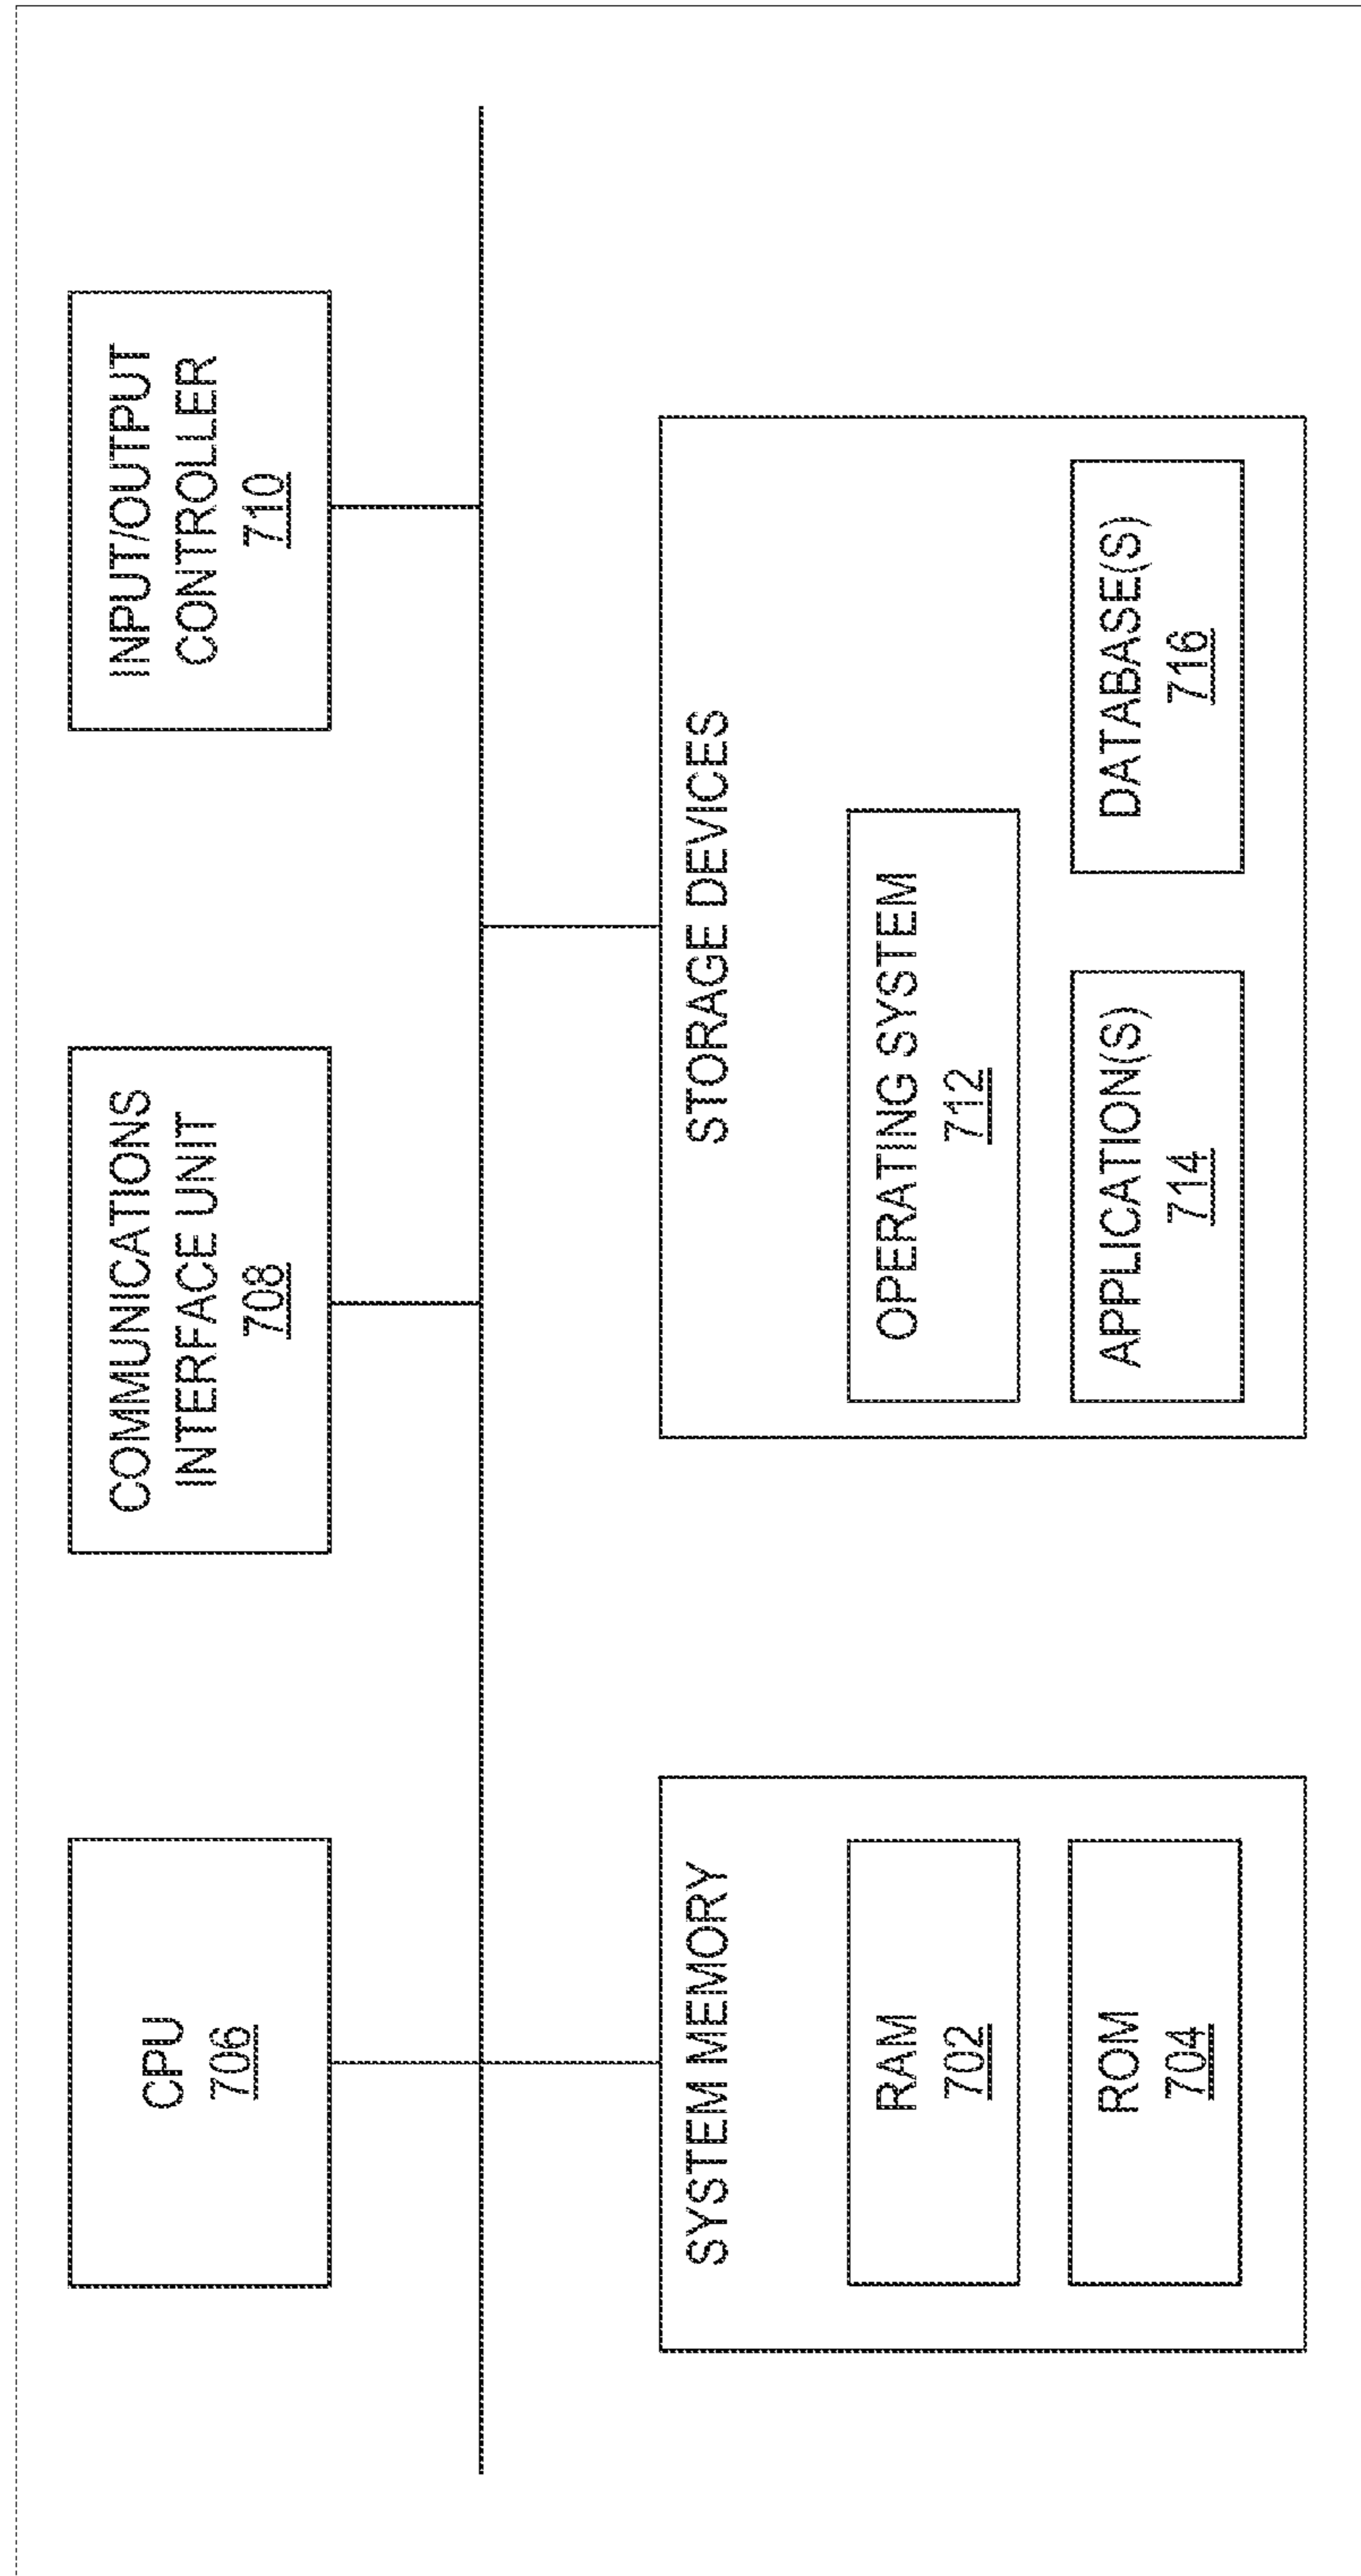 CPU
706
COMMUNICATIONS
INTERFACE UNIT
708
INPUT/OUTPUT
CONTROLLER
710
SYSTEM MEMORY
RAM
702
ROM
704
STORAGE DEVICES
OPERATING SYSTEM
712
APPLICATION(S)
714
DATABASE(S)
716